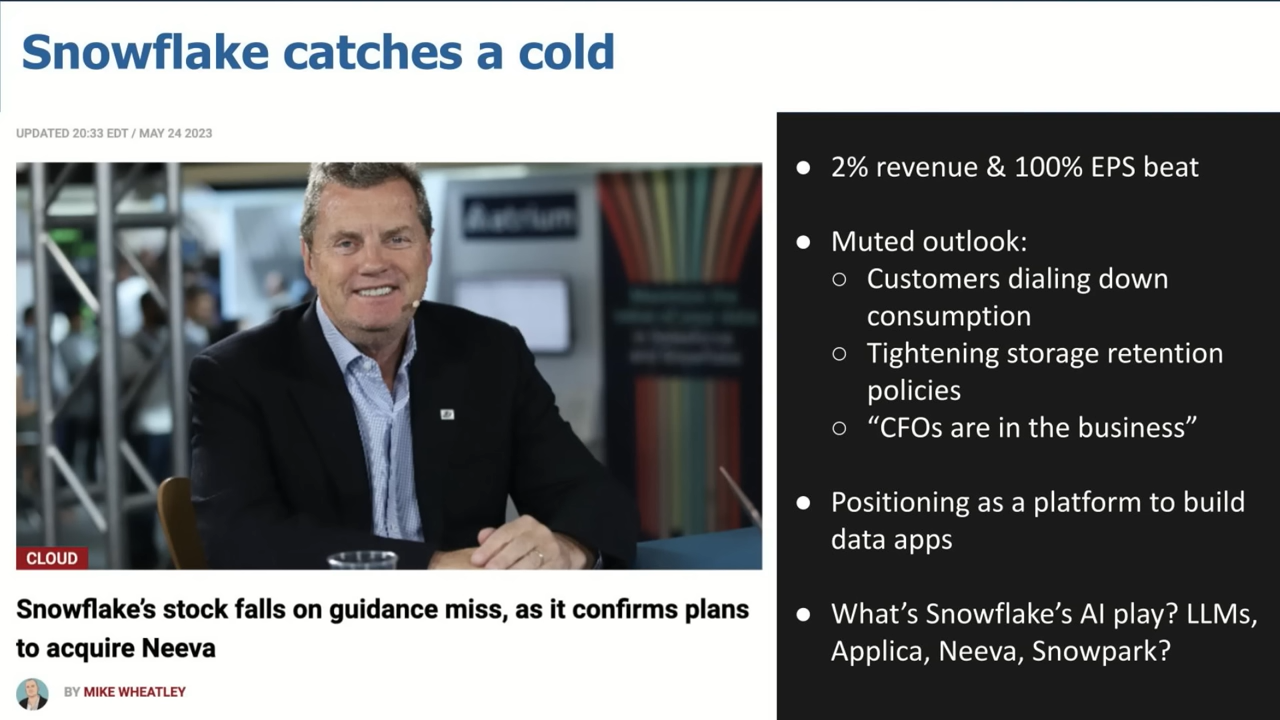 Snowflake catches a cold
UPDATED 20:33 EDT / MAY 24 2023
atrium
CLOUD
Snowflake’s stock falls on guidance miss, as it confirms plans
to acquire Neeva
BY MIKE WHEATLEY
● 2% revenue & 100% EPS beat
● Muted outlook:
○ Customers dialing down
consumption
○ Tightening storage retention
policies
○ “CFOs are in the business”
● Positioning as a platform to build
data apps
● What’s Snowflake’s AI play? LLMs,
Applica, Neeva, Snowpark?